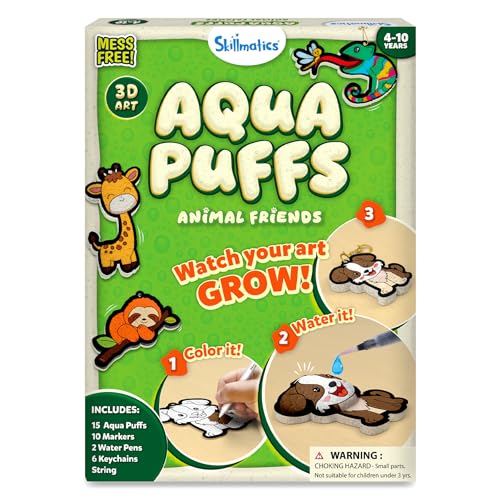 Skillmatics
MESS
FREE!
4-10
YEARS
3D
ART
AQUA
PUFFS
ANIMAL FRIENDS
3
Watch your art
GROW!
2 Water it!
1 Color it!
INCLUDES:
15 Aqua Puffs
10 Markers
2 Water Pens
6 Keychains
String
WARNING :
CHOKING HAZARD - Small parts.
Not suitable for children under 3 yrs.